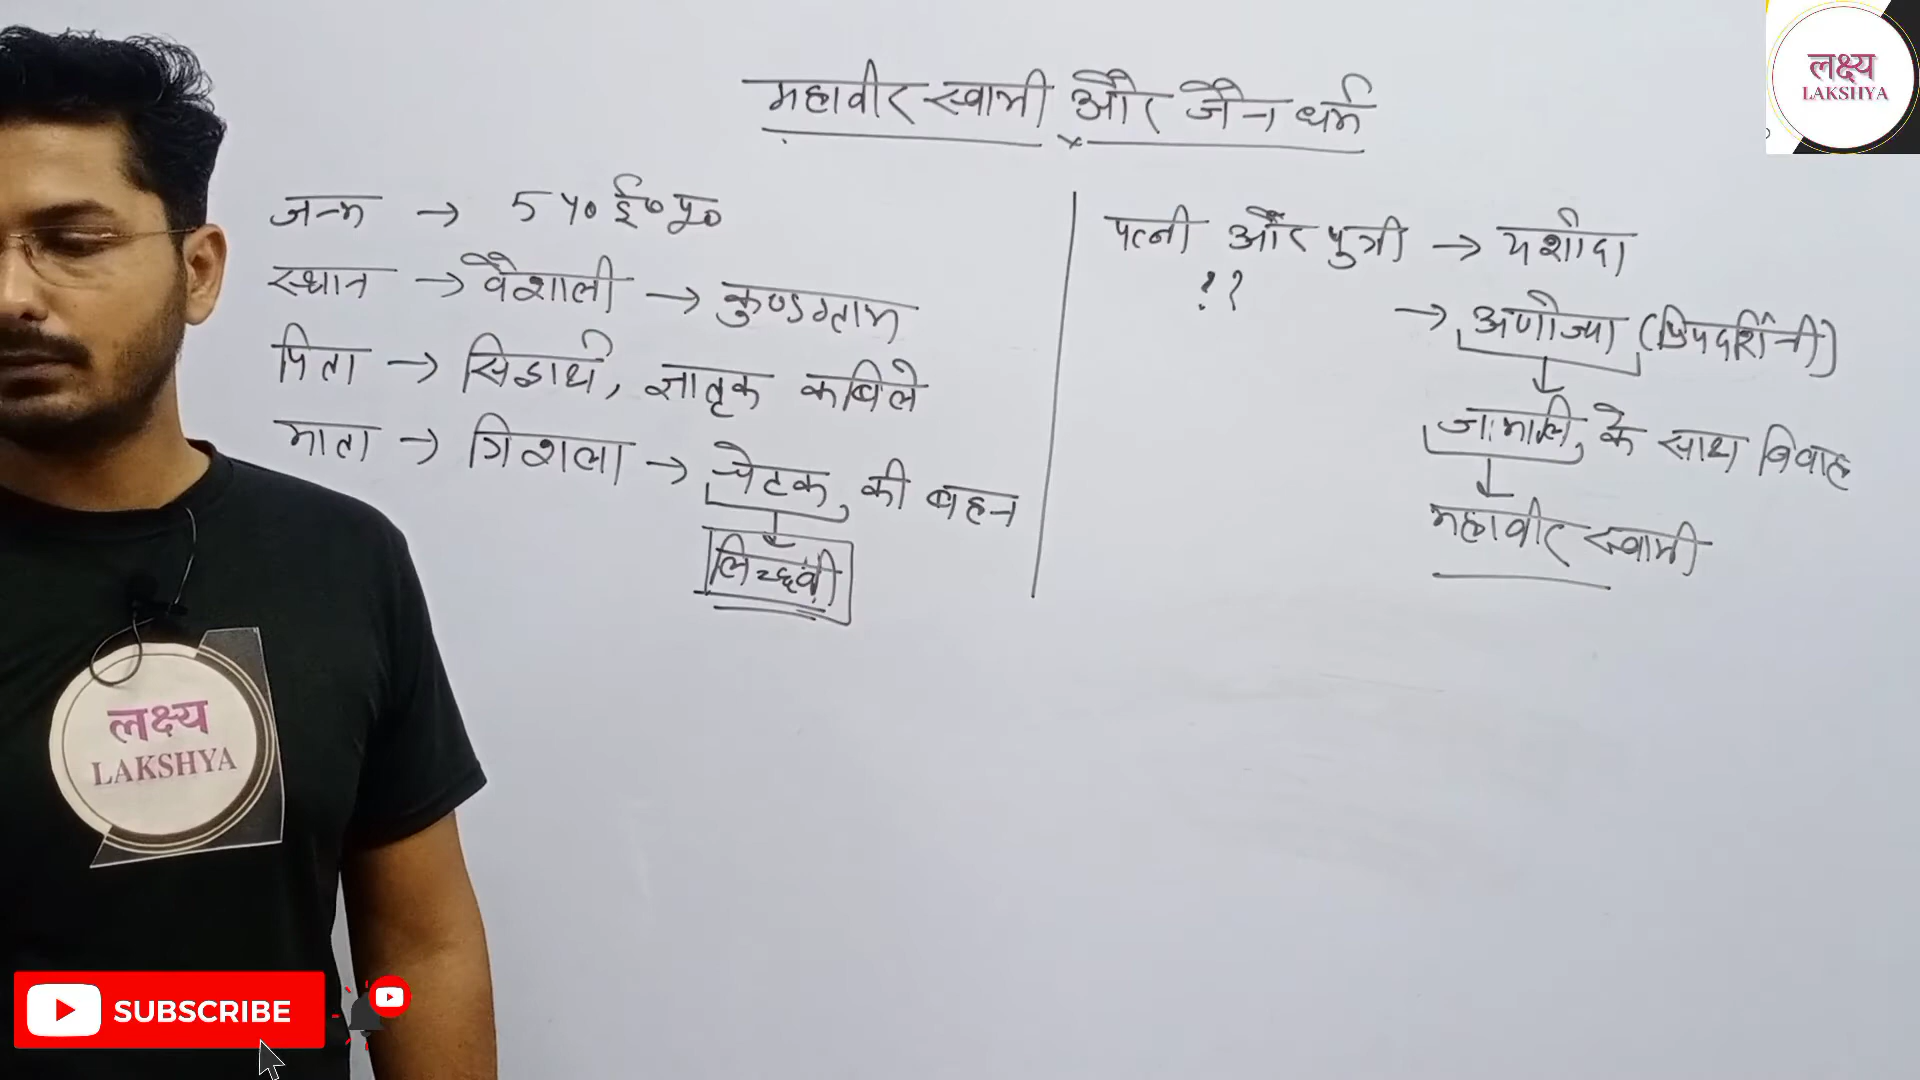 महावीर स्वामी और जैन धर्म
लक्ष्य
LAKSHYA
जन्म → 540 ई० पू०
स्थान → वैशाली → कुण्डग्राम
पिता → सिद्धार्थ, ज्ञातृक कबिले
माता → त्रिशला → चेटक, की बहन
लिच्छवी
पत्नी और पुत्री → यशोदा
??
→ अणौज्या (प्रियदर्शिनी)
जामालि, के साथ विवाह
महावीर स्वामी
लक्ष्य
LAKSHYA
SUBSCRIBE